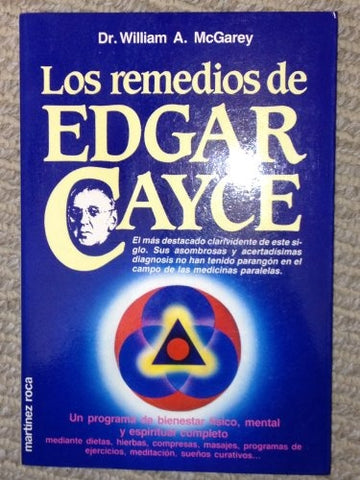 Dr. William A. McGarey
Los remedios de
EDGAR
CAYCE
El más destacado clarividente de este si-
glo. Sus asombrosas y acertadísimas
diagnosis no han tenido parangón en el
campo de las medicinas paralelas.
Un programa de bienestar físico, mental
y espiritual completo
mediante dietas, hierbas, compresas, masajes, programas de
ejercicios, meditación, sueños curativos...
martínez roca